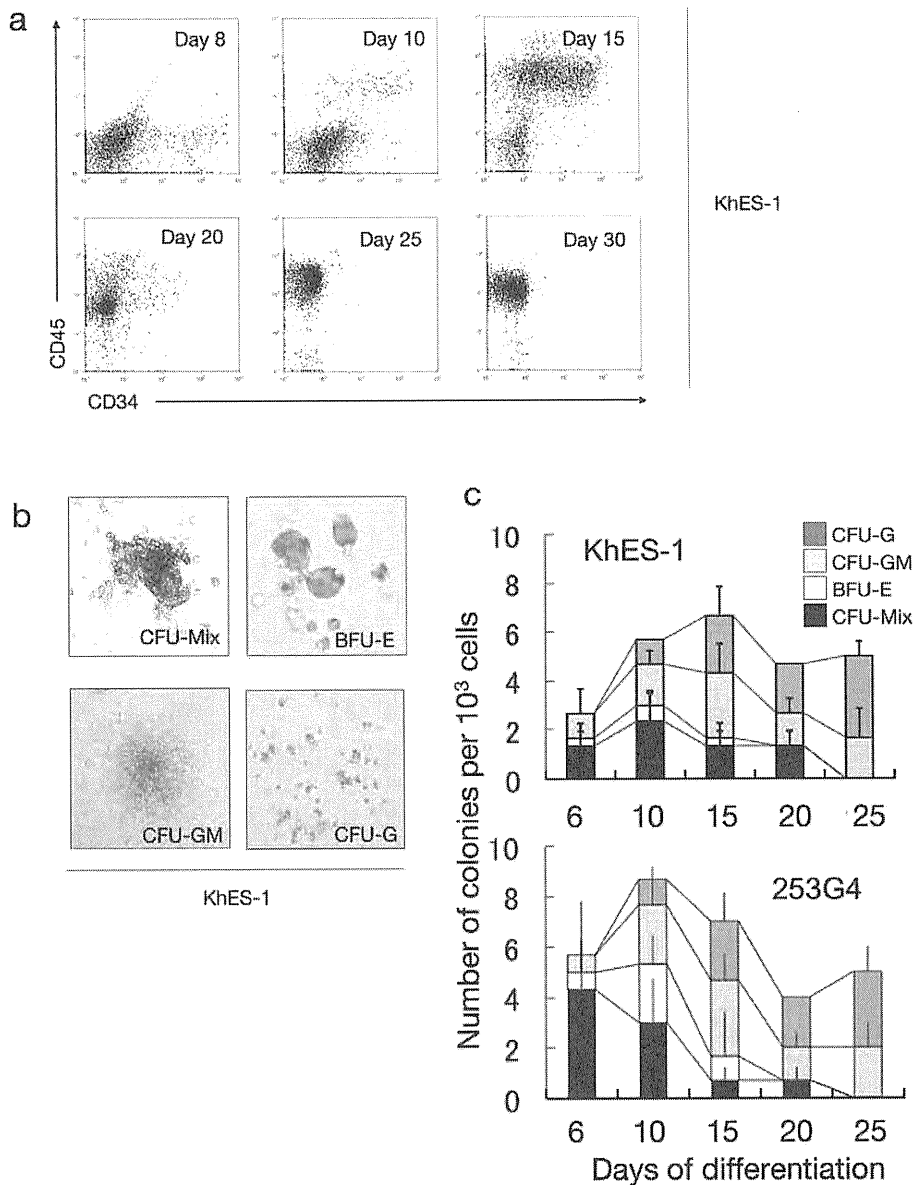 a
Day 8
Day 10
Day 15
KhES-1
Day 20
Day 25
Day 30
CD45
CD34
b
CFU-Mix
BFU-E
CFU-GM
CFU-G
KhES-1
c
Number of colonies per 10³ cells
KhES-1
CFU-G
CFU-GM
BFU-E
CFU-Mix
10
8
6
4
2
0
6 10 15 20 25
253G4
10
8
6
4
2
0
6 10 15 20 25
Days of differentiation